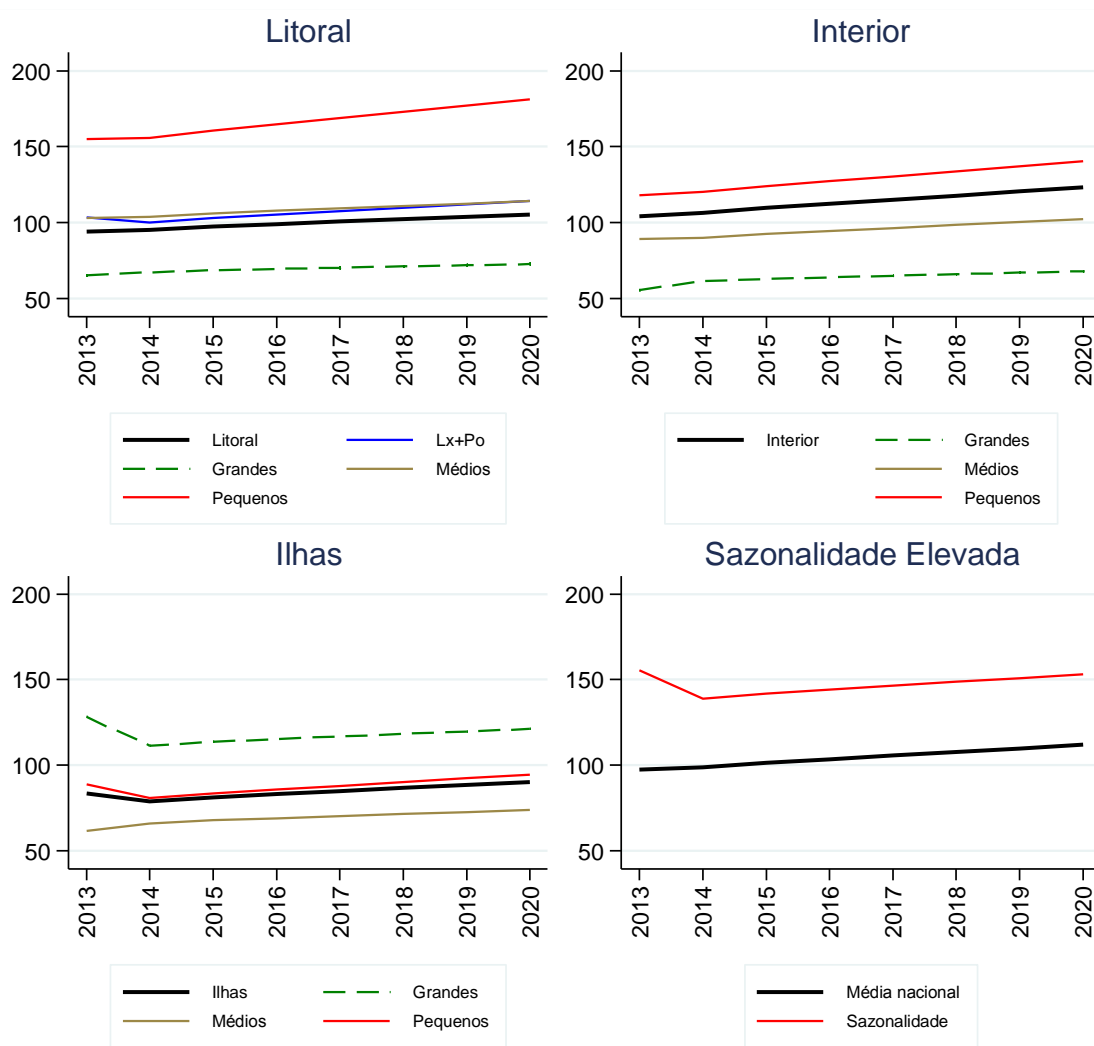 Litoral
200
150
100
50
2013 2014 2015 2016 2017 2018 2019 2020
Litoral Lx+Po
Grandes Médios
Pequenos
Interior
200
150
100
50
2013 2014 2015 2016 2017 2018 2019 2020
Interior Grandes
Médios
Pequenos
Ilhas
200
150
100
50
2013 2014 2015 2016 2017 2018 2019 2020
Ilhas Grandes
Médios Pequenos
Sazonalidade Elevada
200
150
100
50
2013 2014 2015 2016 2017 2018 2019 2020
Média nacional
Sazonalidade